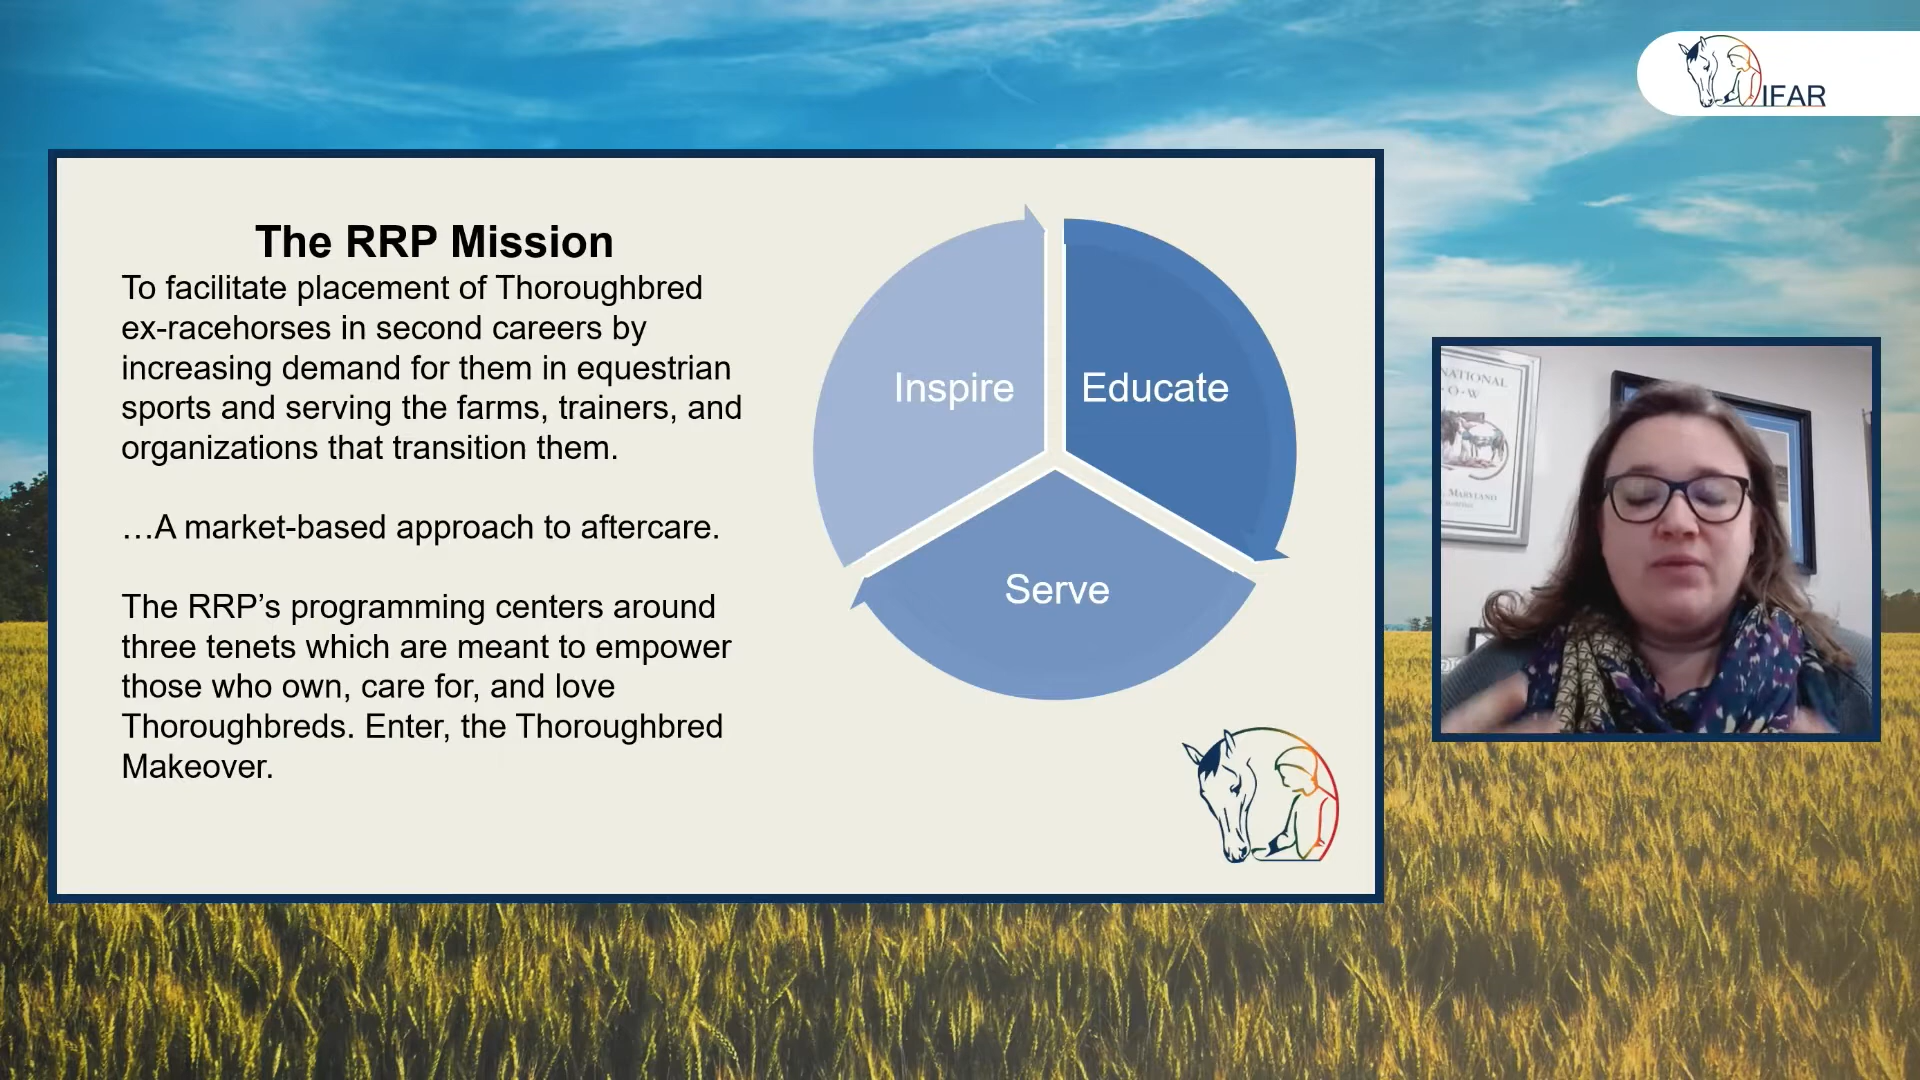 IFAR
The RRP Mission
To facilitate placement of Thoroughbred
ex-racehorses in second careers by
increasing demand for them in equestrian
sports and serving the farms, trainers, and
organizations that transition them.
…A market-based approach to aftercare.
The RRP’s programming centers around
three tenets which are meant to empower
those who own, care for, and love
Thoroughbreds. Enter, the Thoroughbred
Makeover.
Inspire
Educate
Serve
NATIONAL
O•W
MARYLAND